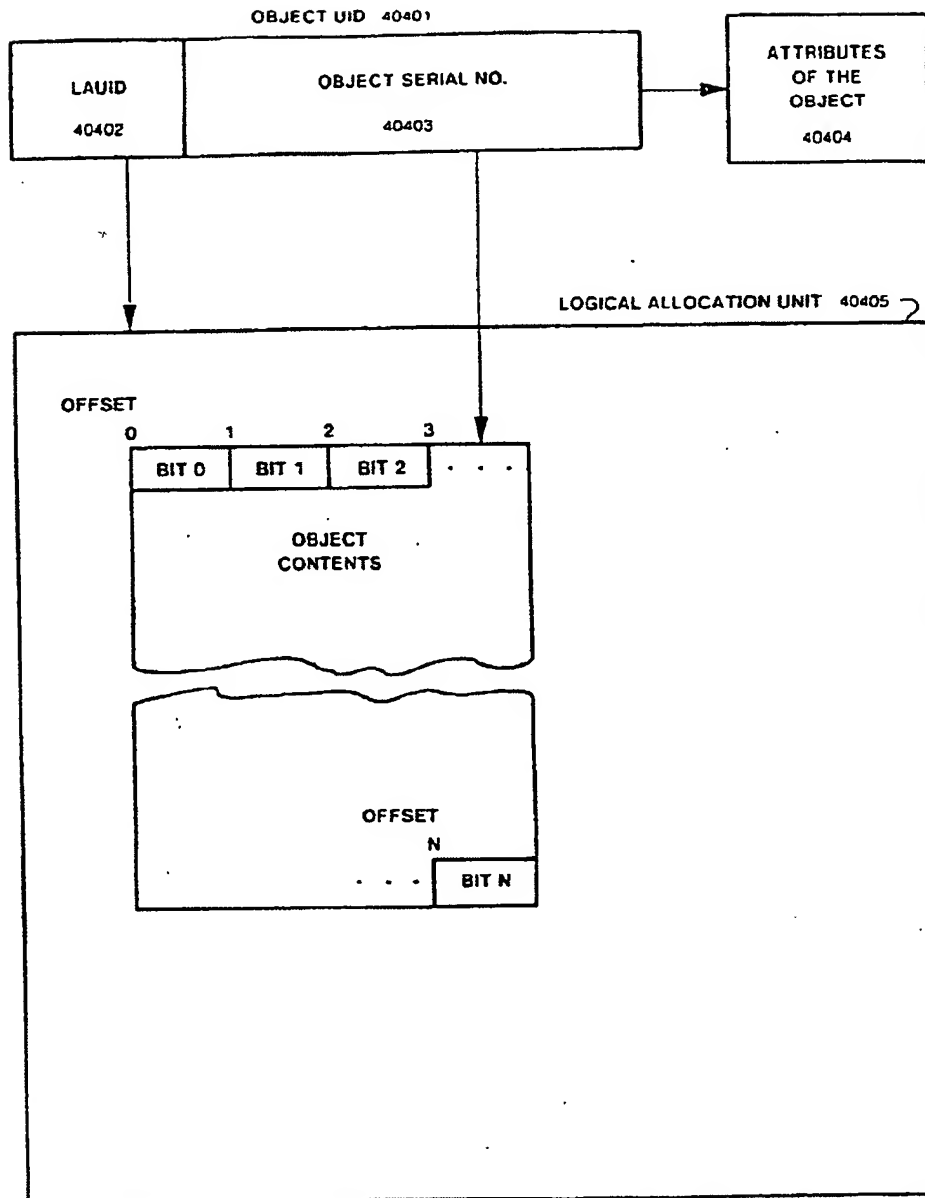 OBJECT UID 40401
LAUID
40402
OBJECT SERIAL NO.
40403
ATTRIBUTES
OF THE
OBJECT
40404
LOGICAL ALLOCATION UNIT 40405
OFFSET
0 1 2 3
BIT 0 BIT 1 BIT 2 . . .
OBJECT
CONTENTS
OFFSET
N
. . . BIT N